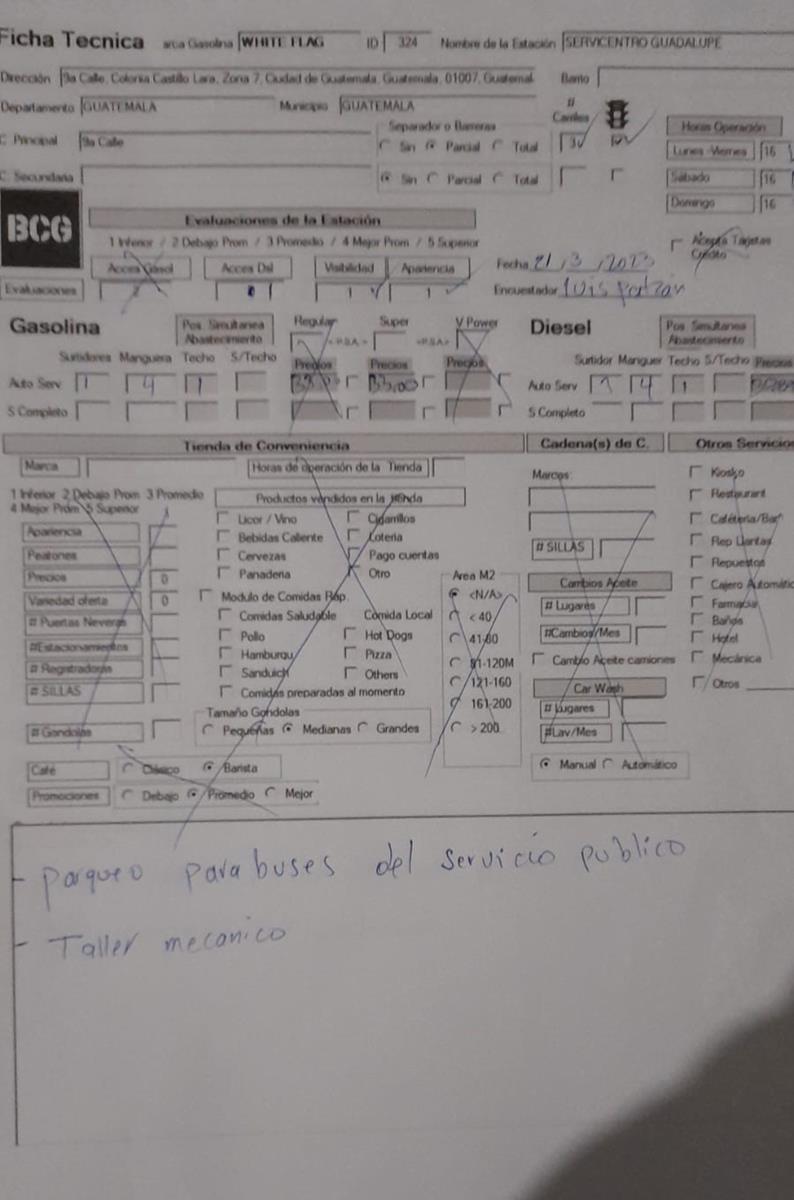 Ficha Tecnica arca Gasolina WHITE FLAG ID 324 Nombre de la Estación SERVICENTRO GUADALUPE
Dirección 9a Calle, Colonia Castillo Lara, Zona 7, Ciudad de Guatemala, Guatemala, 01007, Guatemal Barrio
Departamento GUATEMALA Municipio GUATEMALA # Carriles
Separador o Barreras Horas Operación
C Principal 9a Calle Sin Parcial Total 3 Lunes -Viernes 16
C. Secundaria Sin Parcial Total Sábado 16
Domingo 16
BCG
Evaluaciones de la Estación
1 Inferior / 2 Debajo Prom / 3 Promedio / 4 Mejor Prom / 5 Superior Acepta Tarjetas Crédito
Acces Gasol Acces Dsl Visibilidad Apariencia Fecha 21/3/2023
Evaluaciones 1 1 1 Encuestador Luis
Gasolina Pos. Simultanea Abastecimiento Regular Super V Power Diesel Pos Simultanea Abastecimiento
<P.S.A.> <P.S.A.>
Surtidores Manguera Techo S/Techo Precios Precios Precios Surtidor Manguer Techo S/Techo Precios
Auto Serv 1 4 1 33,00 Auto Serv 1 4 1
S Completo S Completo
Tienda de Conveniencia Cadena(s) de C. Otros Servicio
Marca Horas de operación de la Tienda Marcas: Kiosko
1 Inferior 2 Debajo Prom 3 Promedio Productos vendidos en la tienda Restaurant
4 Mejor Prom 5 Superior Licor / Vino Cigarrillos Cafeteria/Bar
Apariencia Bebidas Caliente Loteria # SILLAS Rep Llantas
Peatones Cervezas Pago cuentas Repuestos
Precios 0 Panaderia Otro Area M2 Cambios Aceite Cajero Automátic
Variedad oferta 0 Modulo de Comidas Ráp. <N/A> # Lugares Farmacia
# Puertas Neveras Comidas Saludable Comida Local < 40 Baños
#Estacionamientos Pollo Hot Dogs 41-80 #Cambios/Mes Hotel
# Registradoras Hamburqu Pizza 81-120M Cambio Aceite camiones Mecánica
# SILLAS Sanduich Others 121-160 Car Wash Otros
Comidas preparadas al momento 161-200 # Lugares
# Gondolas Tamaño Gondolas > 200 #Lav/Mes
Pequeñas Medianas Grandes
Café Clásico Barista Manual Automático
Promociones Debajo Promedio Mejor
- Parqueo para buses del servicio publico
- Taller mecanico